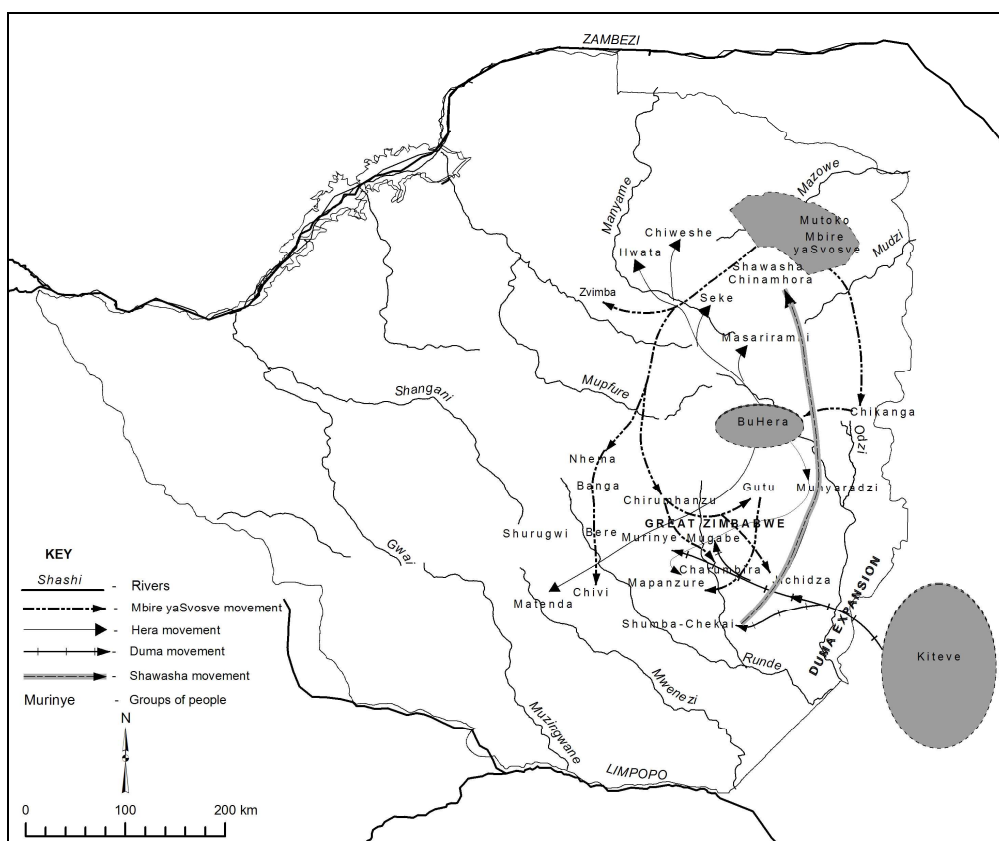 ZAMBEZI
Mazowe
Manyame
Mutoko
Mbire
yaSvosve
Mudzi
Chiweshe
Ilwata
Shawasha
Chinamhora
Zvimba
Seke
Masarirambi
Mupfure
Shangani
BuHera
Chikanga
Odzi
Nhema
Banga
Gutu
Munyaradzi
Chirumhanzu
GREAT ZIMBABWE
Shurugwi
Bere
Murinye
Mugabe
Gwai
Charumbira
Mapanzure
Ndhidza
Chivi
Matenda
Shumba-Chekai
DUMA EXPANSION
Kiteve
Runde
Mwenezi
Muzingwane
LIMPOPO
KEY
Shashi - Rivers
- Mbire yaSvosve movement
- Hera movement
- Duma movement
- Shawasha movement
Murinye - Groups of people
N
0 100 200 km